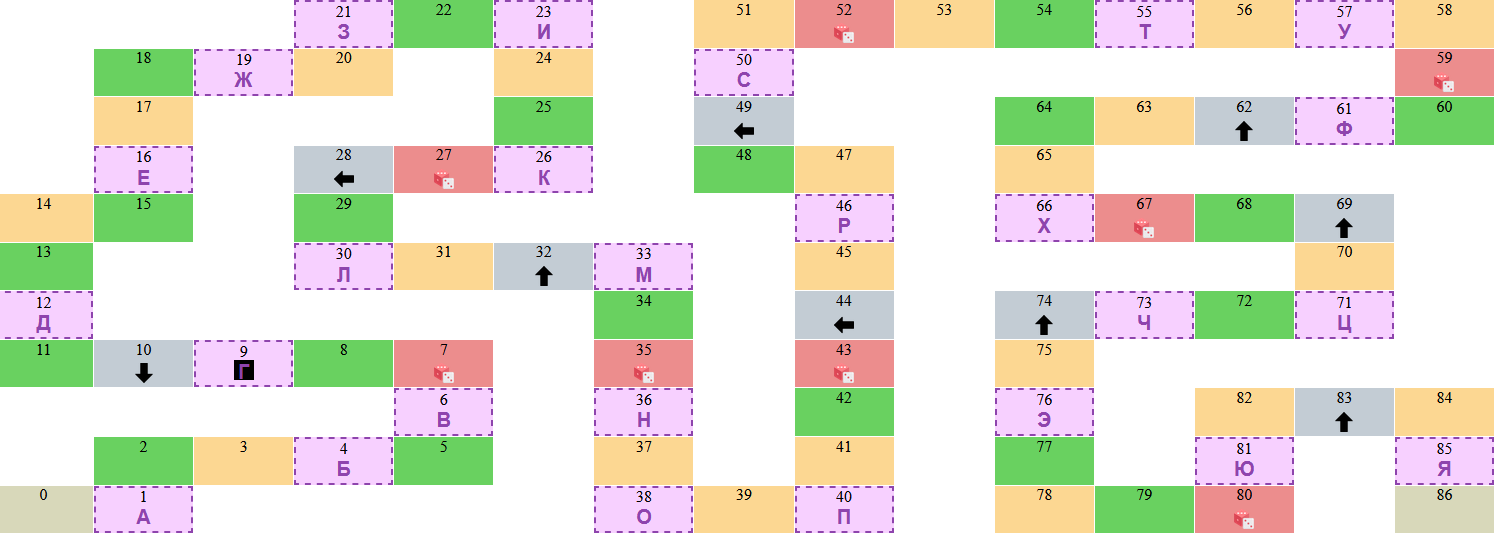 21 22 23 51 52 53 54 55 56 57 58
З И Т У
18 19 20 24 50 59
Ж С
17 25 49 64 63 62 61 60
Ф
16 28 27 26 48 47 65
Е К
14 15 29 46 66 67 68 69
Р Х
13 30 31 32 33 45 70
Л М
12 34 44 74 73 72 71
Д Ч Ц
11 10 9 8 7 35 43 75
Г
6 36 42 76 82 83 84
В Н Э
2 3 4 5 37 41 77 81 85
Б Ю Я
0 1 38 39 40 78 79 80 86
А О П